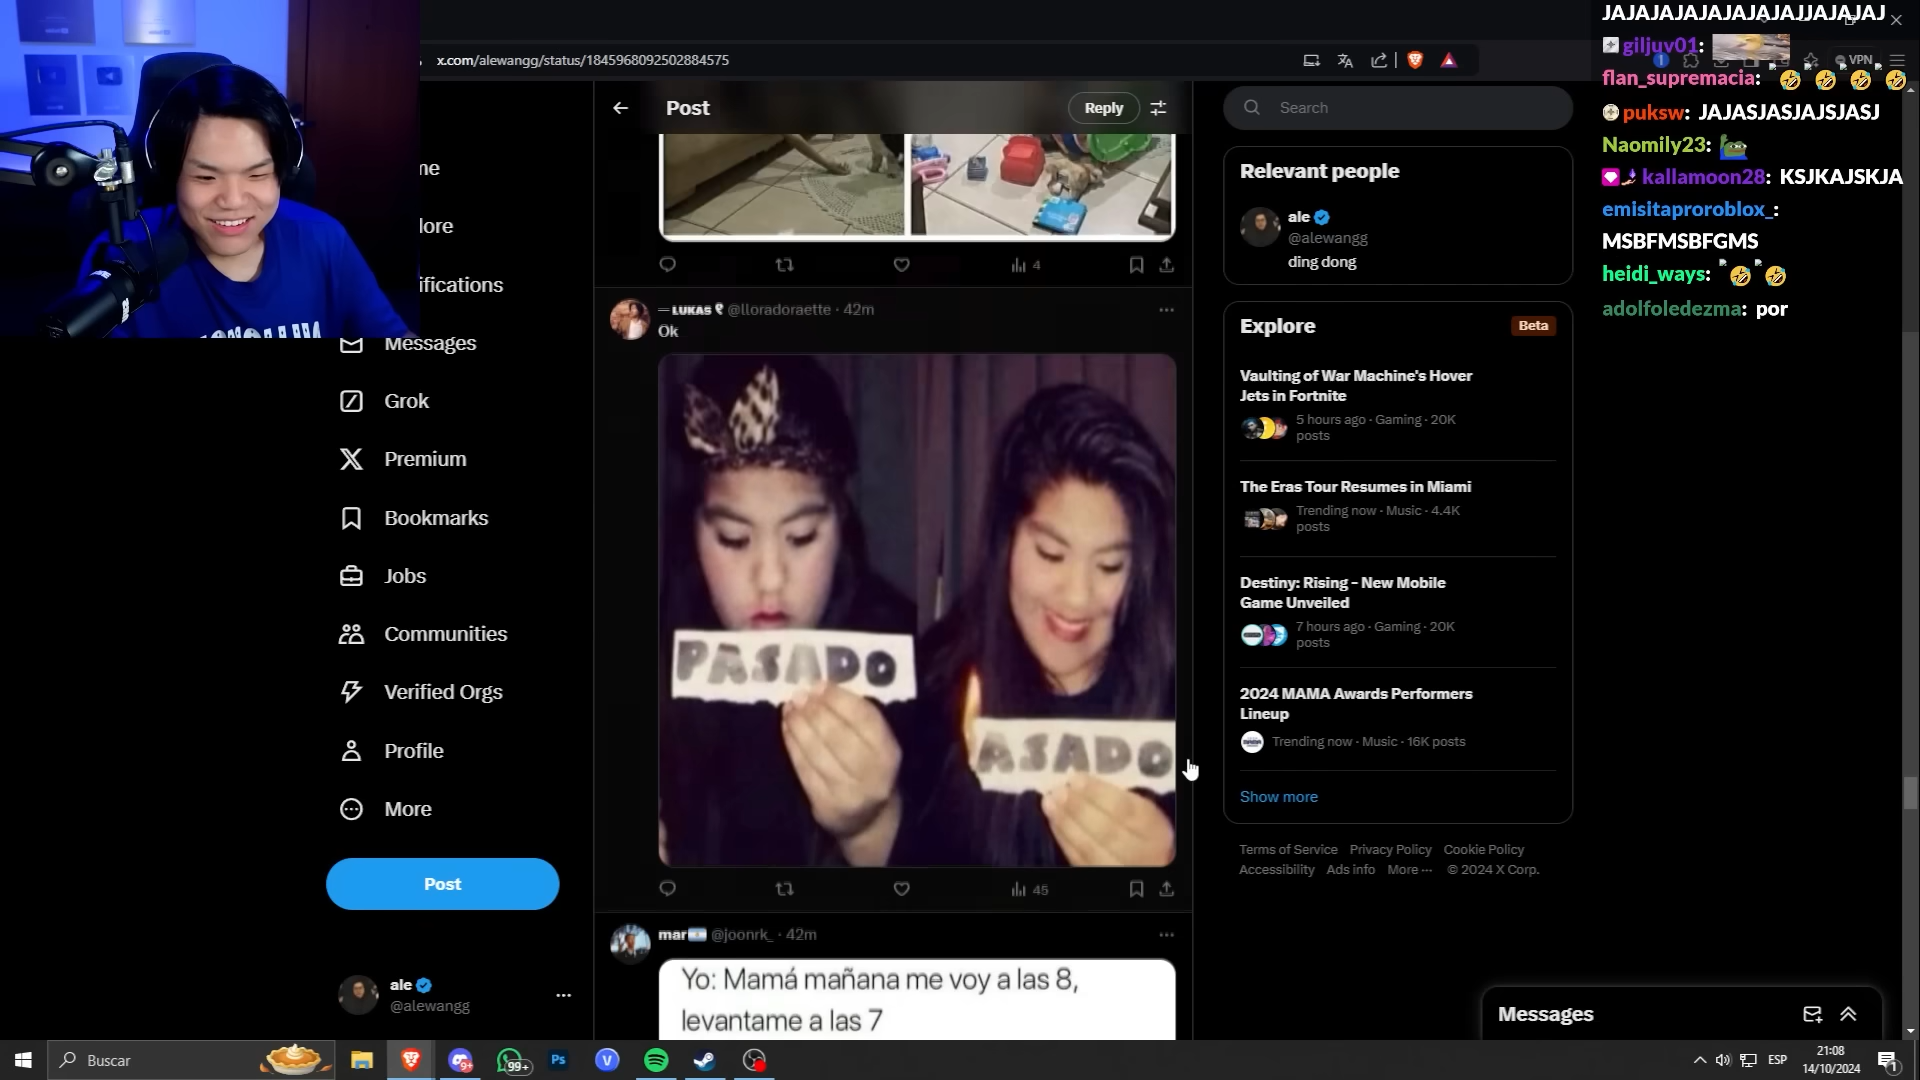 x.com/alewangg/status/1845968092502884575
VPN
me
lore
ifications
Messages
Grok
Premium
Bookmarks
Jobs
Communities
Verified Orgs
Profile
More
Post
ale
@alewangg
Post
Reply
4
LUKAS @lloradoraette · 42m
Ok
PASADO
ASADO
45
mar @joonrk_ · 42m
Yo: Mamá mañana me voy a las 8,
levantame a las 7
Search
Relevant people
ale
@alewangg
ding dong
Explore
Beta
Vaulting of War Machine's Hover
Jets in Fortnite
5 hours ago · Gaming · 20K
posts
The Eras Tour Resumes in Miami
Trending now · Music · 4.4K
posts
Destiny: Rising – New Mobile
Game Unveiled
7 hours ago · Gaming · 20K
posts
2024 MAMA Awards Performers
Lineup
Trending now · Music · 16K posts
Show more
Terms of Service Privacy Policy Cookie Policy
Accessibility Ads info More ··· © 2024 X Corp.
Messages
JAJAJAJAJAJAJAJJAJAJAJ
giljuv01:
flan_supremacia:
puksw: JAJASJASJAJSJASJ
Naomily23:
kallamoon28: KSJKAJSKJA
emisitaproroblox_:
MSBFMSBFGMS
heidi_ways:
adolfoledezma: por
Buscar
9+
99+
Ps
ESP
21:08
14/10/2024
1